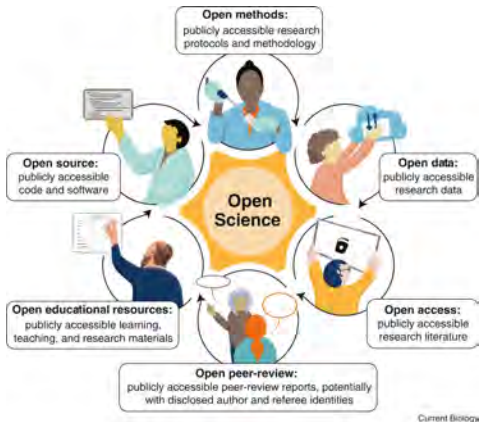 Open methods:
publicly accessible research
protocols and methodology
Open source:
publicly accessible
code and software
Open data:
publicly accessible
research data
Open
Science
Open educational resources:
publicly accessible learning,
teaching, and research materials
Open access:
publicly accessible
research literature
Open peer-review:
publicly accessible peer-review reports, potentially
with disclosed author and referee identities
Current Biology